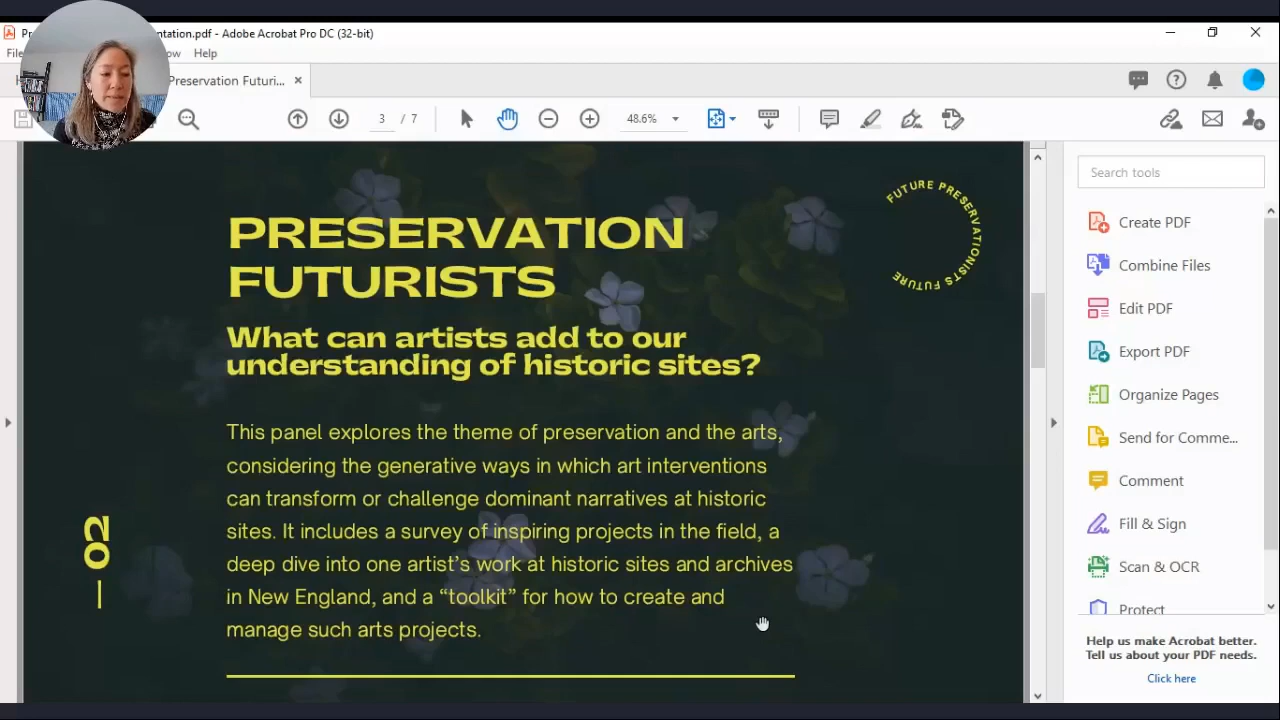 ntation.pdf - Adobe Acrobat Pro DC (32-bit)
Help
Preservation Futuri...
3 / 7
48.6%
Search tools
Create PDF
Combine Files
Edit PDF
Export PDF
Organize Pages
Send for Comme...
Comment
Fill & Sign
Scan & OCR
Protect
Help us make Acrobat better.
Tell us about your PDF needs.
Click here
FUTURE PRESERVATIONISTS FUTURE
PRESERVATION
FUTURISTS
What can artists add to our
understanding of historic sites?
This panel explores the theme of preservation and the arts,
considering the generative ways in which art interventions
can transform or challenge dominant narratives at historic
sites. It includes a survey of inspiring projects in the field, a
deep dive into one artist’s work at historic sites and archives
in New England, and a “toolkit” for how to create and
manage such arts projects.
— 02